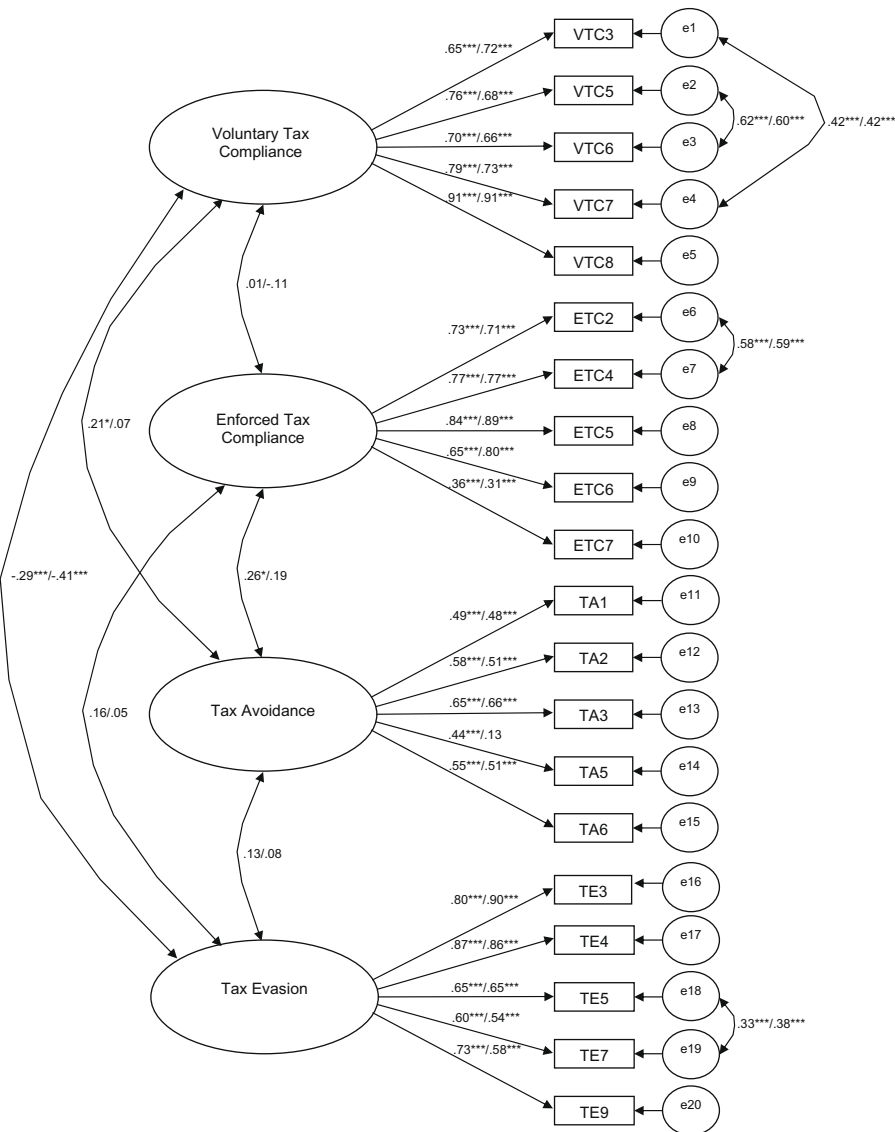 VTC3
e1
.65***/.72***
VTC5
e2
.76***/.68***
Voluntary Tax
Compliance
.62***/.60***
.42***/.42***
VTC6
e3
.70***/.66***
VTC7
e4
.79***/.73***
VTC8
e5
.91***/.91***
.01/-.11
ETC2
e6
.73***/.71***
.58***/.59***
ETC4
e7
.77***/.77***
Enforced Tax
Compliance
.21*/.07
ETC5
e8
.84***/.89***
ETC6
e9
.65***/.80***
.36***/.31***
ETC7
e10
-.29***/-.41***
.26*/.19
TA1
e11
.49***/.48***
TA2
e12
.58***/.51***
Tax Avoidance
.16/.05
TA3
e13
.65***/.66***
.44***/.13
TA5
e14
.55***/.51***
TA6
e15
.13/.08
TE3
e16
.80***/.90***
TE4
e17
.87***/.86***
Tax Evasion
TE5
e18
.65***/.65***
.33***/.38***
.60***/.54***
TE7
e19
.73***/.58***
TE9
e20